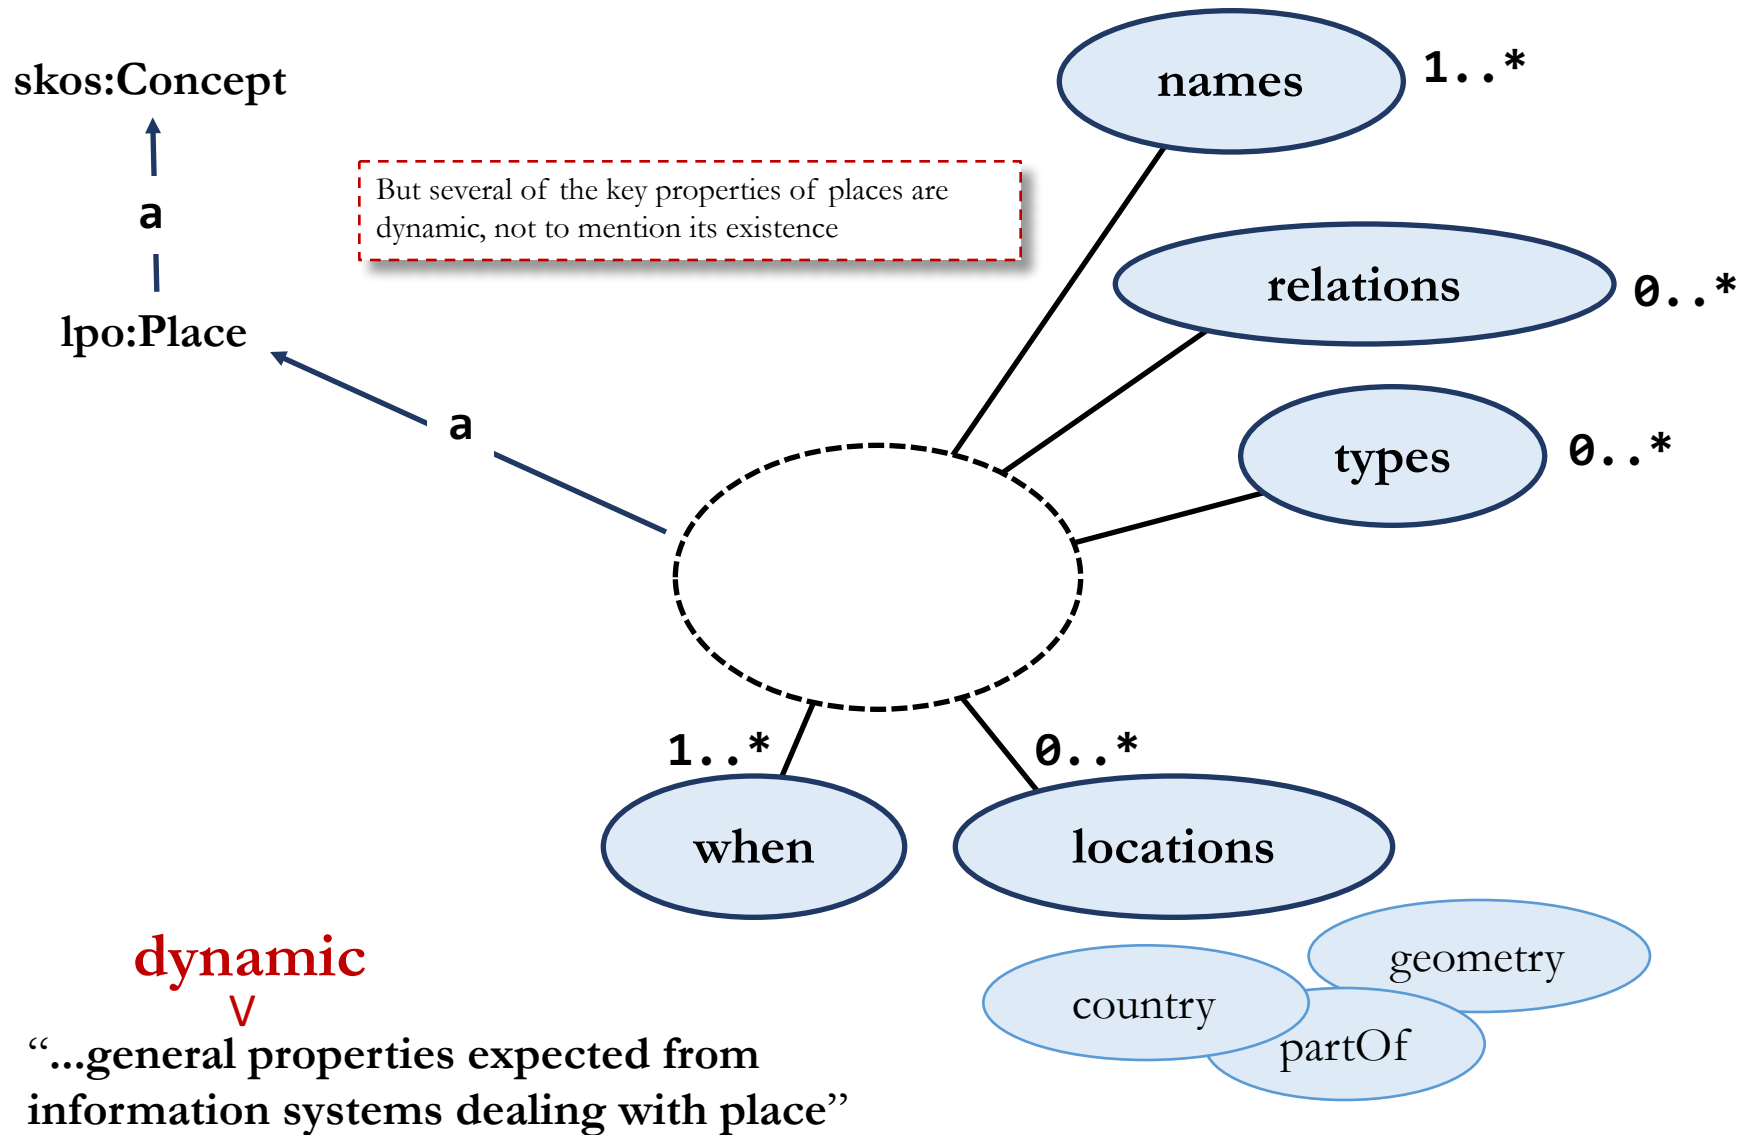 skos:Concept
a
lpo:Place
a
But several of the key properties of places are
dynamic, not to mention its existence
names
1..*
relations
0..*
types
0..*
1..*
when
0..*
locations
geometry
country
partOf
dynamic
V
“...general properties expected from
information systems dealing with place”